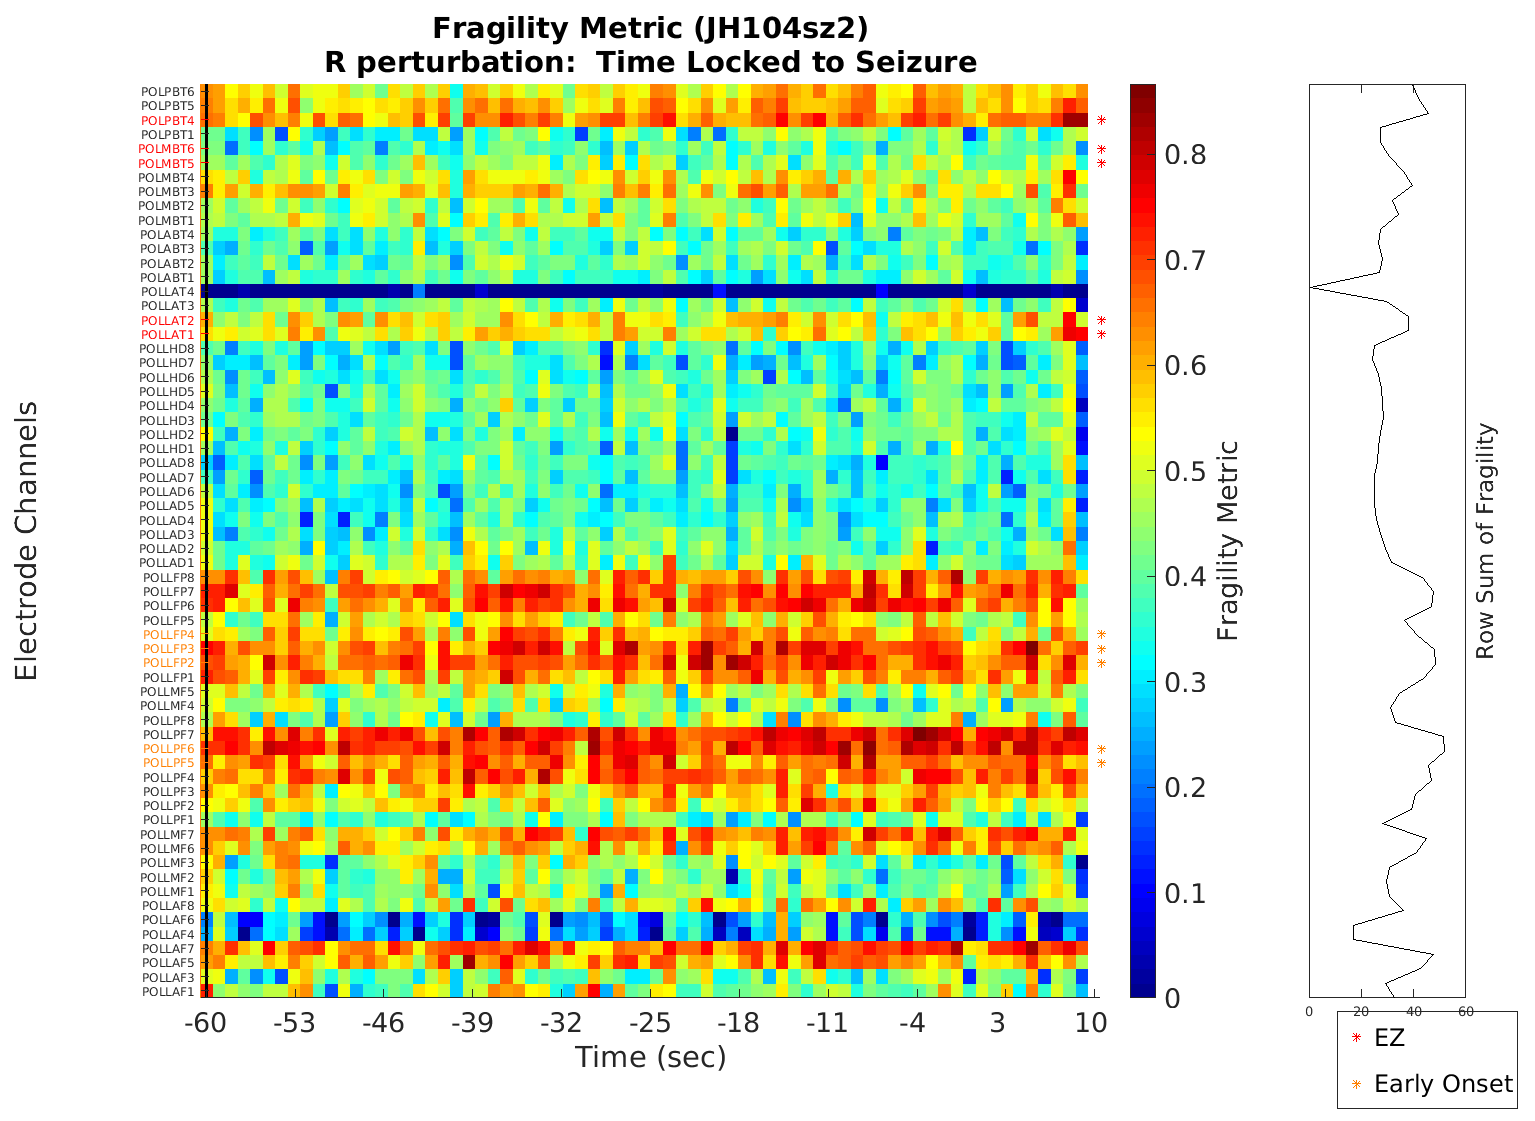 Fragility Metric (JH104sz2)
R perturbation:  Time Locked to Seizure
Electrode Channels
POLPBT6
POLPBT5
POLPBT4
POLPBT1
POLMBT6
POLMBT5
POLMBT4
POLMBT3
POLMBT2
POLMBT1
POLABT4
POLABT3
POLABT2
POLABT1
POLLAT4
POLLAT3
POLLAT2
POLLAT1
POLLHD8
POLLHD7
POLLHD6
POLLHD5
POLLHD4
POLLHD3
POLLHD2
POLLHD1
POLLAD8
POLLAD7
POLLAD6
POLLAD5
POLLAD4
POLLAD3
POLLAD2
POLLAD1
POLLFP8
POLLFP7
POLLFP6
POLLFP5
POLLFP4
POLLFP3
POLLFP2
POLLFP1
POLLMF5
POLLMF4
POLLPF8
POLLPF7
POLLPF6
POLLPF5
POLLPF4
POLLPF3
POLLPF2
POLLPF1
POLLMF7
POLLMF6
POLLMF3
POLLMF2
POLLMF1
POLLAF8
POLLAF6
POLLAF4
POLLAF7
POLLAF5
POLLAF3
POLLAF1
-60 -53 -46 -39 -32 -25 -18 -11 -4 3 10
Time (sec)
0.8
0.7
0.6
0.5
0.4
0.3
0.2
0.1
0
Fragility Metric
0 20 40 60
Row Sum of Fragility
EZ
Early Onset